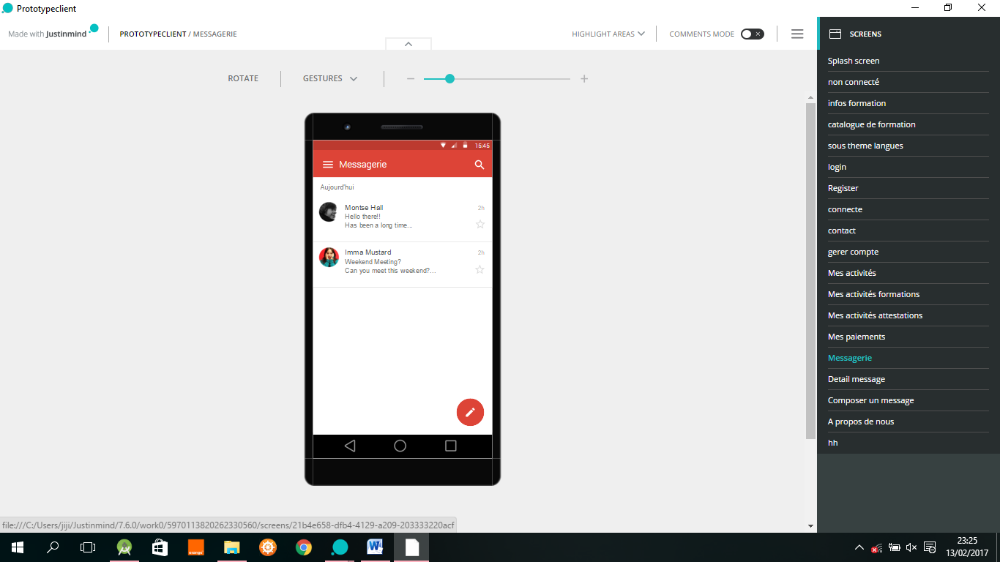 Prototypeclient
Made with Justinmind
PROTOTYPECLIENT / MESSAGERIE
HIGHLIGHT AREAS
COMMENTS MODE
ROTATE
GESTURES
15:45
Messagerie
Aujourd'hui
Montse Hall 2h
Hello there!!
Has been a long time...
Imma Mustard 2h
Weekend Meeting?
Can you meet this weekend?...
SCREENS
Splash screen
non connecté
infos formation
catalogue de formation
sous theme langues
login
Register
connecte
contact
gerer compte
Mes activités
Mes activités formations
Mes activités attestations
Mes paiements
Messagerie
Detail message
Composer un message
A propos de nous
hh
file:///C:/Users/jiji/Justinmind/7.6.0/work0/5970113820262330560/screens/21b4e658-dfb4-4129-a209-203333220acf
orange
23:25
13/02/2017